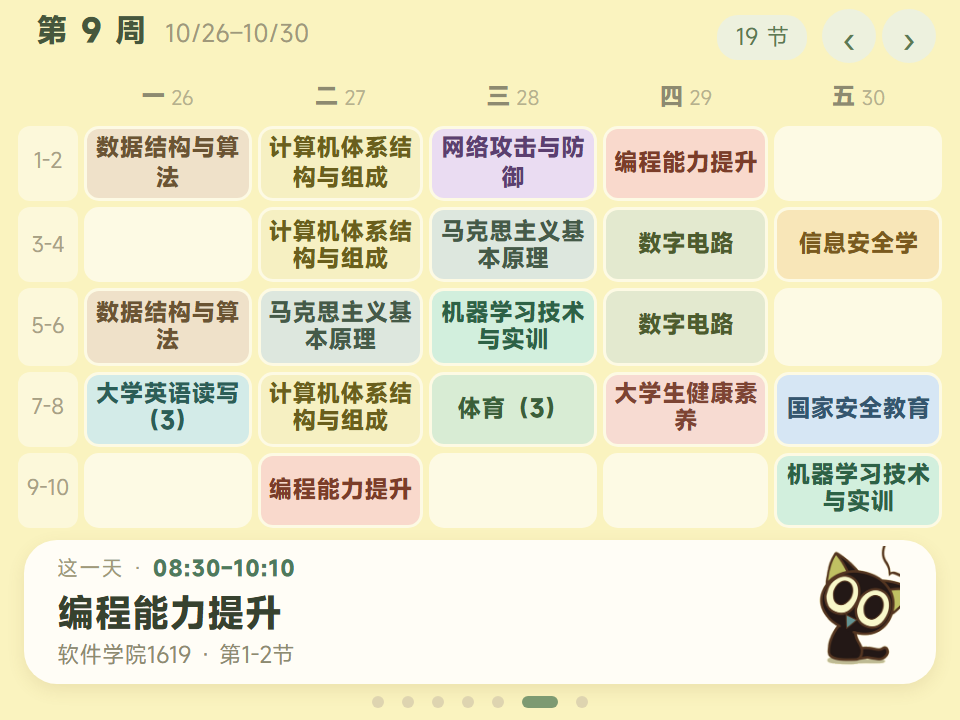 第 9 周 10/26–10/30 19 节 ‹ ›
一 26 二 27 三 28 四 29 五 30
1-2
数据结构与算
法
计算机体系结
构与组成
网络攻击与防
御
编程能力提升
3-4
计算机体系结
构与组成
马克思主义基
本原理
数字电路
信息安全学
5-6
数据结构与算
法
马克思主义基
本原理
机器学习技术
与实训
数字电路
7-8
大学英语读写
（3）
计算机体系结
构与组成
体育（3）
大学生健康素
养
国家安全教育
9-10
编程能力提升
机器学习技术
与实训
这一天 · 08:30–10:10
编程能力提升
软件学院1619 · 第1-2节